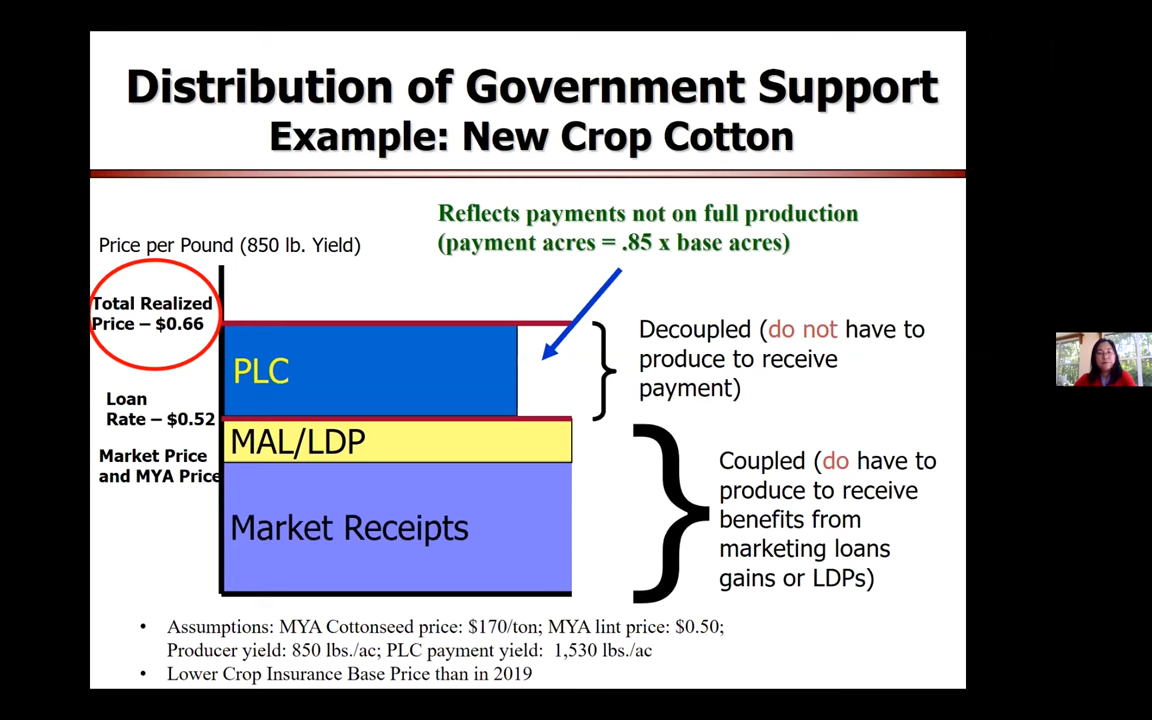 Distribution of Government Support
Example: New Crop Cotton
Reflects payments not on full production
(payment acres = .85 x base acres)
Price per Pound (850 lb. Yield)
Total Realized
Price – $0.66
PLC
Decoupled (do not have to
produce to receive
payment)
Loan
Rate – $0.52
MAL/LDP
Market Price
and MYA Price
Market Receipts
Coupled (do have to
produce to receive
benefits from
marketing loans
gains or LDPs)
• Assumptions: MYA Cottonseed price: $170/ton; MYA lint price: $0.50;
Producer yield: 850 lbs./ac; PLC payment yield: 1,530 lbs./ac
• Lower Crop Insurance Base Price than in 2019